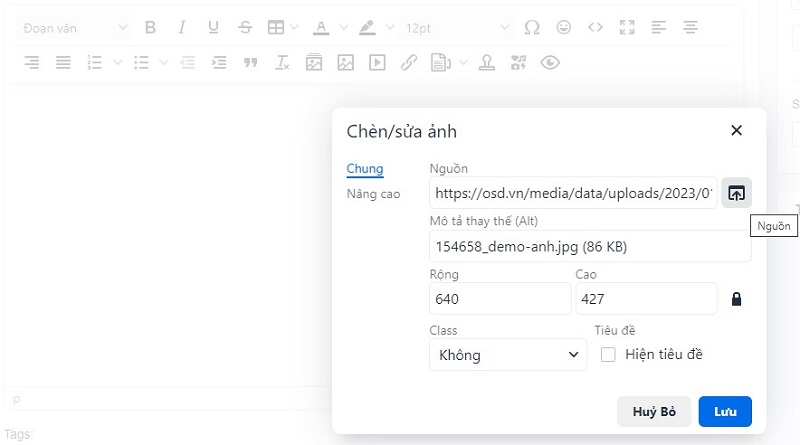 Đoạn văn
12pt
Chèn/sửa ảnh
Chung
Nâng cao
Nguồn
https://osd.vn/media/data/uploads/2023/0
Nguồn
Mô tả thay thế (Alt)
154658_demo-anh.jpg (86 KB)
Rộng
Cao
640
427
Class
Tiêu đề
Không
Hiện tiêu đề
Huỷ Bỏ
Lưu
p
Tags: